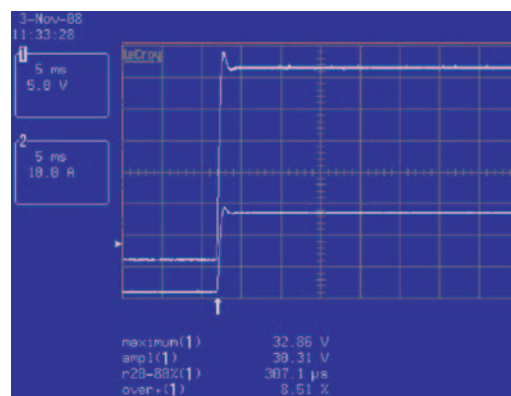 3-Nov-08
11:33:28
1
5 ms
5.0 V
LeCroy
2
5 ms
10.0 A
maximum(1) 32.86 V
ampl(1) 30.31 V
r20-80%(1) 307.1 µs
over+(1) 8.51 %